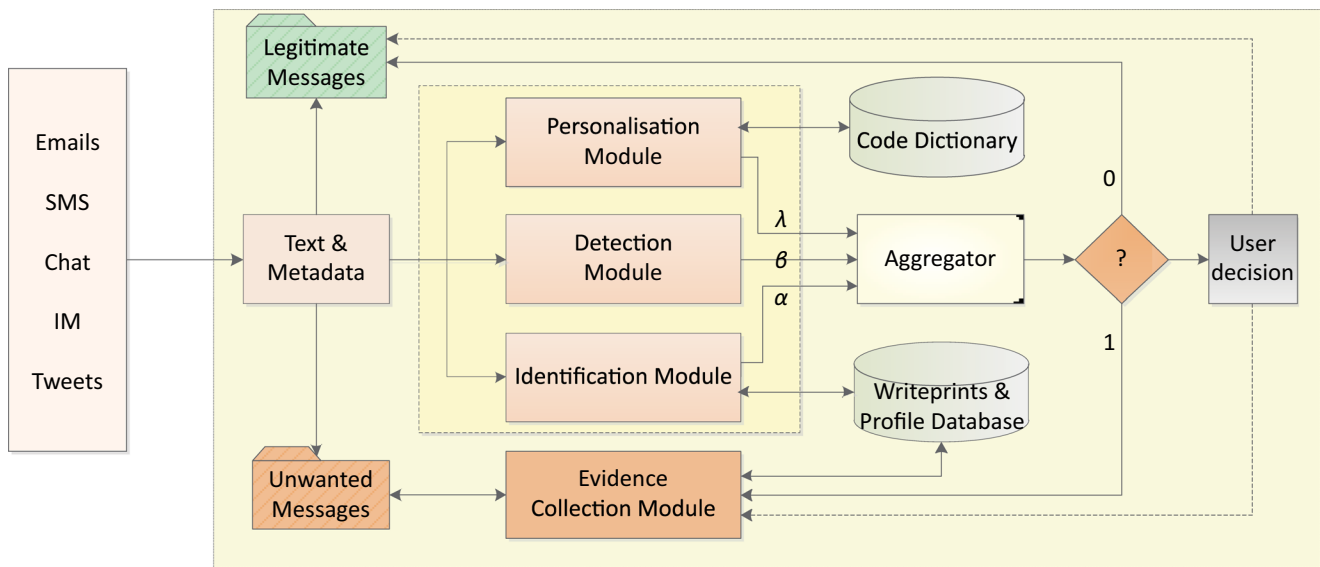 Emails
SMS
Chat
IM
Tweets
Legitimate
Messages
Text &
Metadata
Unwanted
Messages
Personalisation
Module
Detection
Module
Identification Module
Evidence
Collection Module
λ
β
α
Code Dictionary
Aggregator
Writeprints &
Profile Database
0
?
1
User
decision